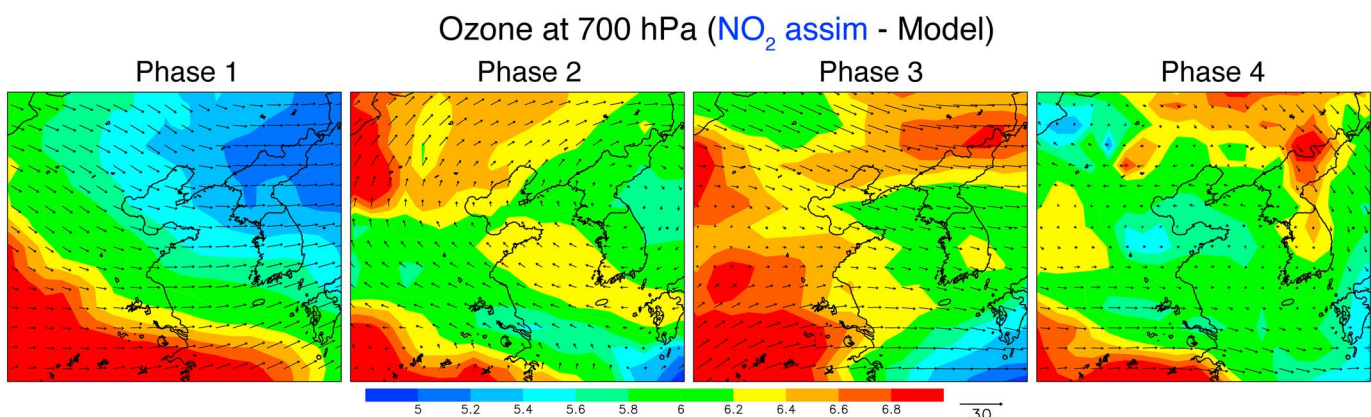 Ozone at 700 hPa (NO₂ assim - Model)
Phase 1 Phase 2 Phase 3 Phase 4
5 5.2 5.4 5.6 5.8 6 6.2 6.4 6.6 6.8
30